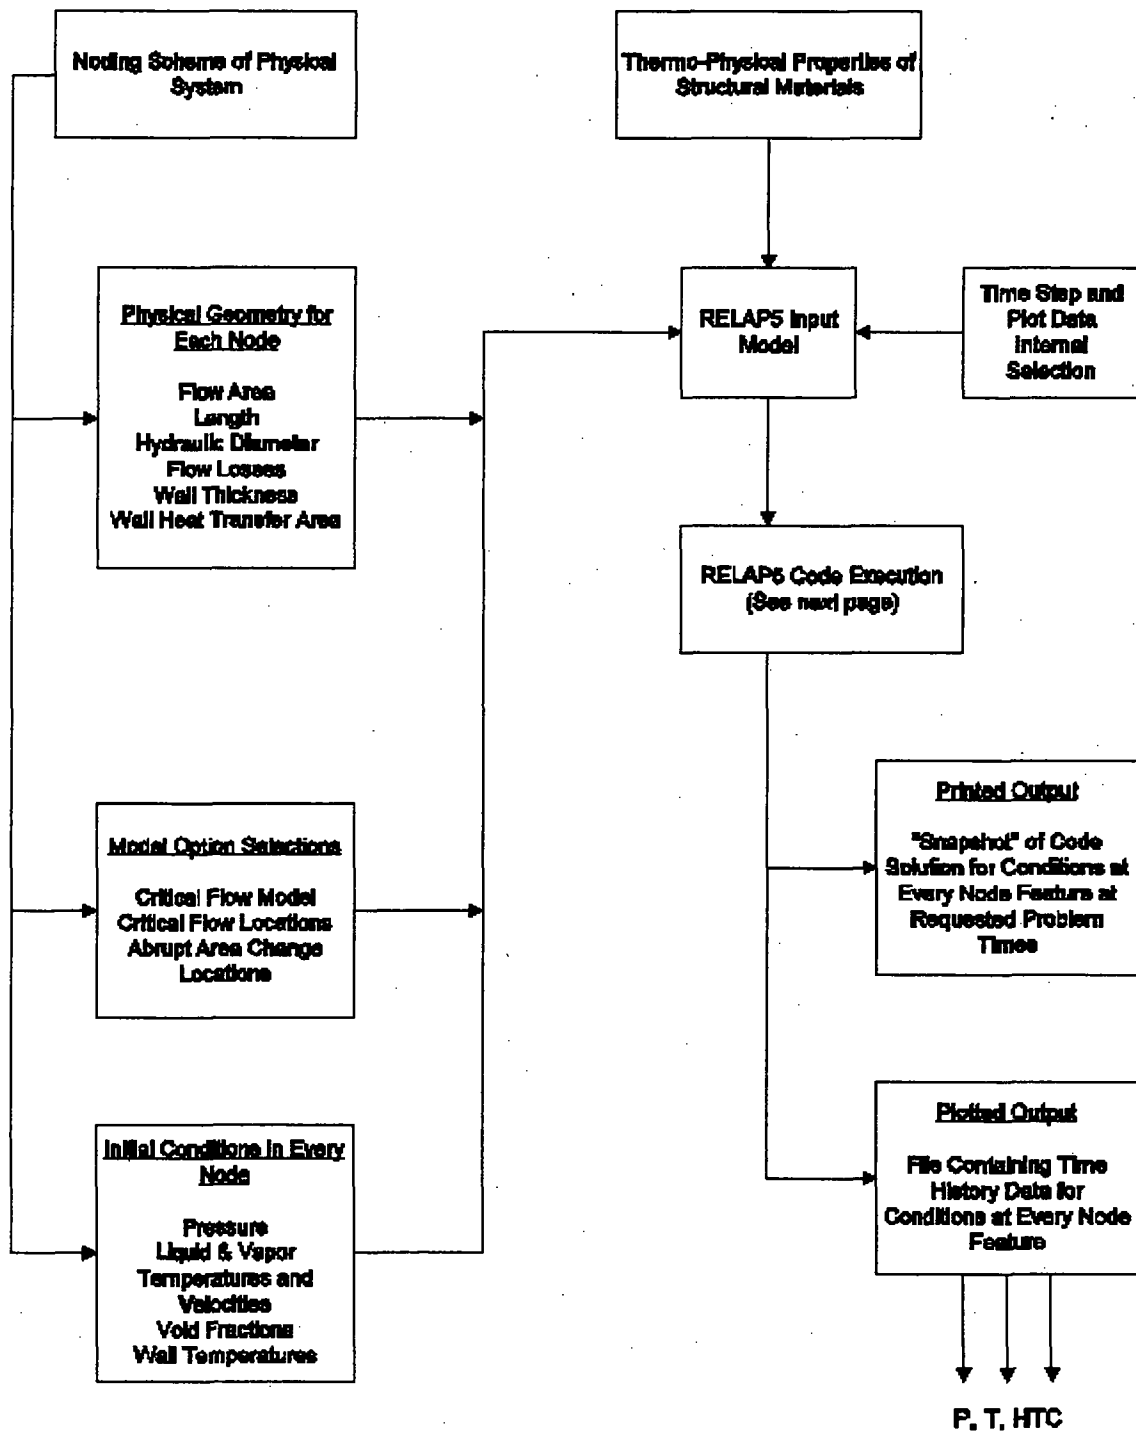 Noding Scheme of Physical
System
Thermo-Physical Properties of
Structural Materials
Physical Geometry for
Each Node
Flow Area
Length
Hydraulic Diameter
Flow Losses
Wall Thickness
Wall Heat Transfer Area
RELAP5 Input
Model
Time Step and
Plot Data
Internal
Selection
RELAP5 Code Execution
(See next page)
Model Option Selections
Critical Flow Model
Critical Flow Locations
Abrupt Area Change
Locations
Printed Output
"Snapshot" of Code
Solution for Conditions at
Every Node Feature at
Requested Problem
Times
Initial Conditions in Every
Node
Pressure
Liquid & Vapor
Temperatures and
Velocities
Void Fractions
Wall Temperatures
Plotted Output
File Containing Time
History Data for
Conditions at Every Node
Feature
P, T, HTC